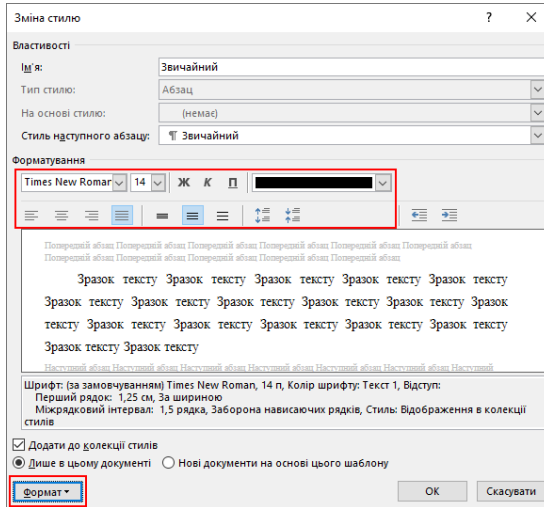 Зміна стилю ? ×
Властивості
Ім'я: Звичайний
Тип стилю: Абзац
На основі стилю: (немає)
Стиль наступного абзацу: ¶ Звичайний
Форматування
Times New Roman 14 Ж К П
Попередній абзац Попередній абзац Попередній абзац Попередній абзац Попередній абзац Попередній абзац
Попередній абзац Попередній абзац Попередній абзац Попередній абзац Попередній абзац
Зразок тексту Зразок тексту Зразок тексту Зразок тексту Зразок тексту
Зразок тексту Зразок тексту Зразок тексту Зразок тексту Зразок
тексту Зразок тексту Зразок тексту Зразок тексту Зразок тексту
Зразок тексту Зразок тексту
Наступний абзац Наступний абзац Наступний абзац Наступний абзац Наступний абзац Наступний
Шрифт: (за замовчуванням) Times New Roman, 14 п, Колір шрифту: Текст 1, Відступ:
Перший рядок: 1,25 см, За шириною
Міжрядковий інтервал: 1,5 рядка, Заборона нависаючих рядків, Стиль: Відображення в колекції
стилів
Додати до колекції стилів
Лише в цьому документі Нові документи на основі цього шаблону
Формат ОК Скасувати